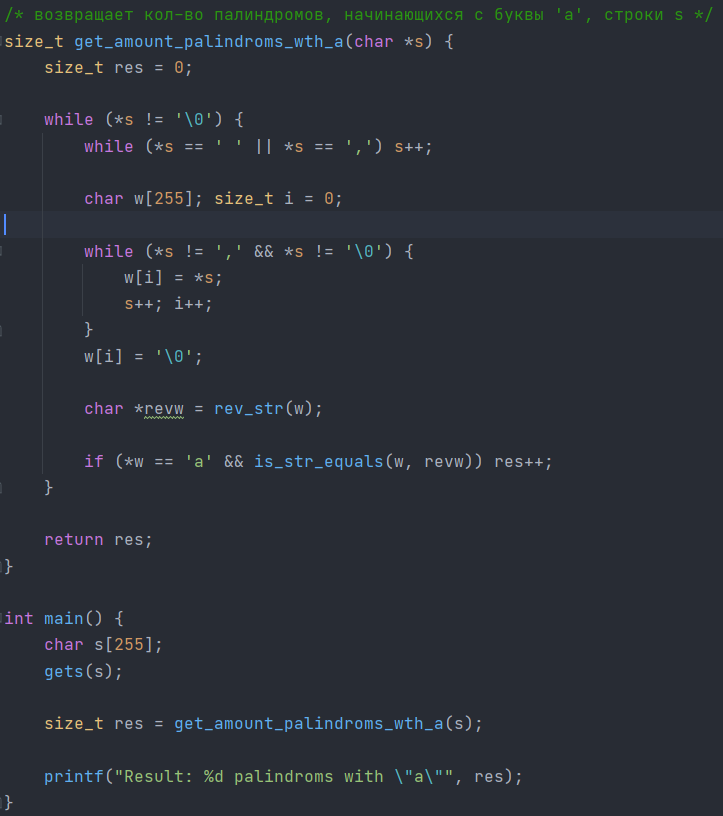 /* возвращает кол-во палиндромов, начинающихся с буквы 'a', строки s */
size_t get_amount_palindroms_wth_a(char *s) {
    size_t res = 0;

    while (*s != '\0') {
        while (*s == ' ' || *s == ',') s++;

        char w[255]; size_t i = 0;

        while (*s != ',' && *s != '\0') {
            w[i] = *s;
            s++; i++;
        }
        w[i] = '\0';

        char *revw = rev_str(w);

        if (*w == 'a' && is_str_equals(w, revw)) res++;
    }

    return res;
}

int main() {
    char s[255];
    gets(s);

    size_t res = get_amount_palindroms_wth_a(s);

    printf("Result: %d palindroms with \"a\"", res);
}